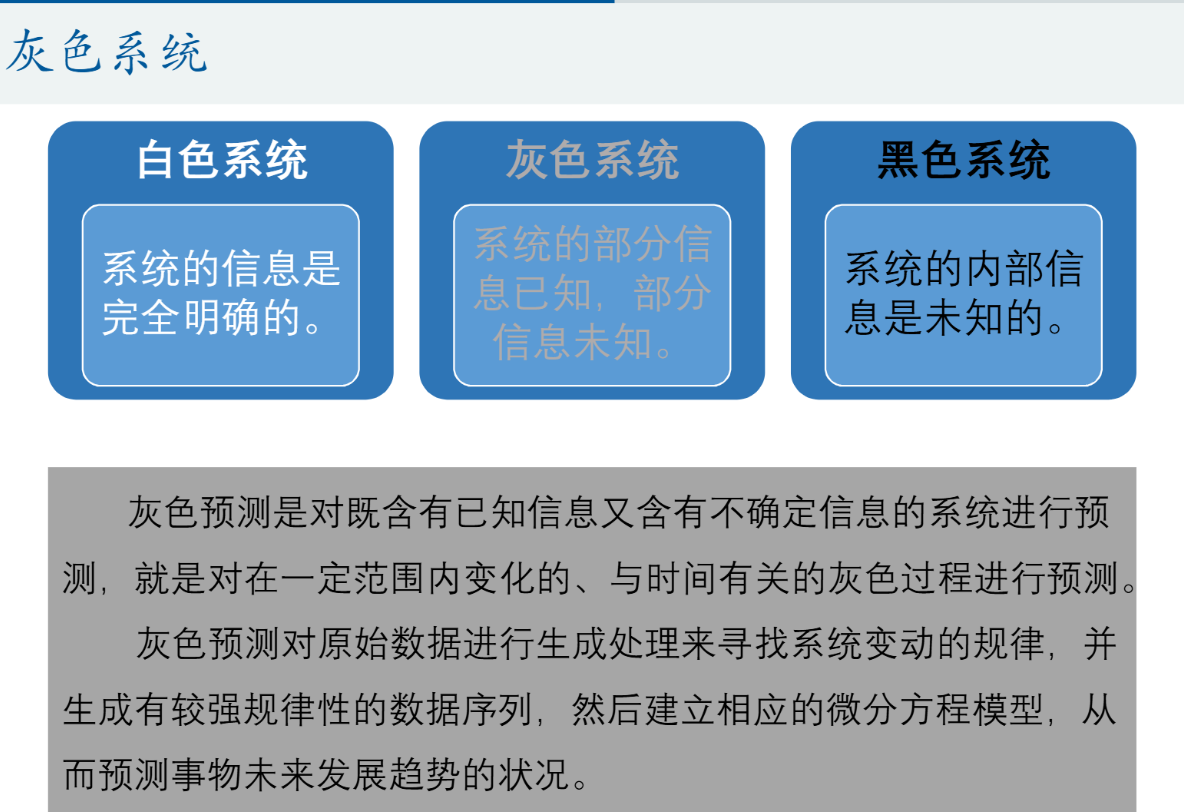 灰色系统
白色系统
系统的信息是
完全明确的。
灰色系统
系统的部分信
息已知，部分
信息未知。
黑色系统
系统的内部信
息是未知的。
灰色预测是对既含有已知信息又含有不确定信息的系统进行预
测，就是对在一定范围内变化的、与时间有关的灰色过程进行预测。
灰色预测对原始数据进行生成处理来寻找系统变动的规律，并
生成有较强规律性的数据序列，然后建立相应的微分方程模型，从
而预测事物未来发展趋势的状况。